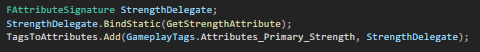 FAttributeSignature StrengthDelegate;
StrengthDelegate.BindStatic(GetStrengthAttribute);
TagsToAttributes.Add(GameplayTags.Attributes_Primary_Strength, StrengthDelegate);